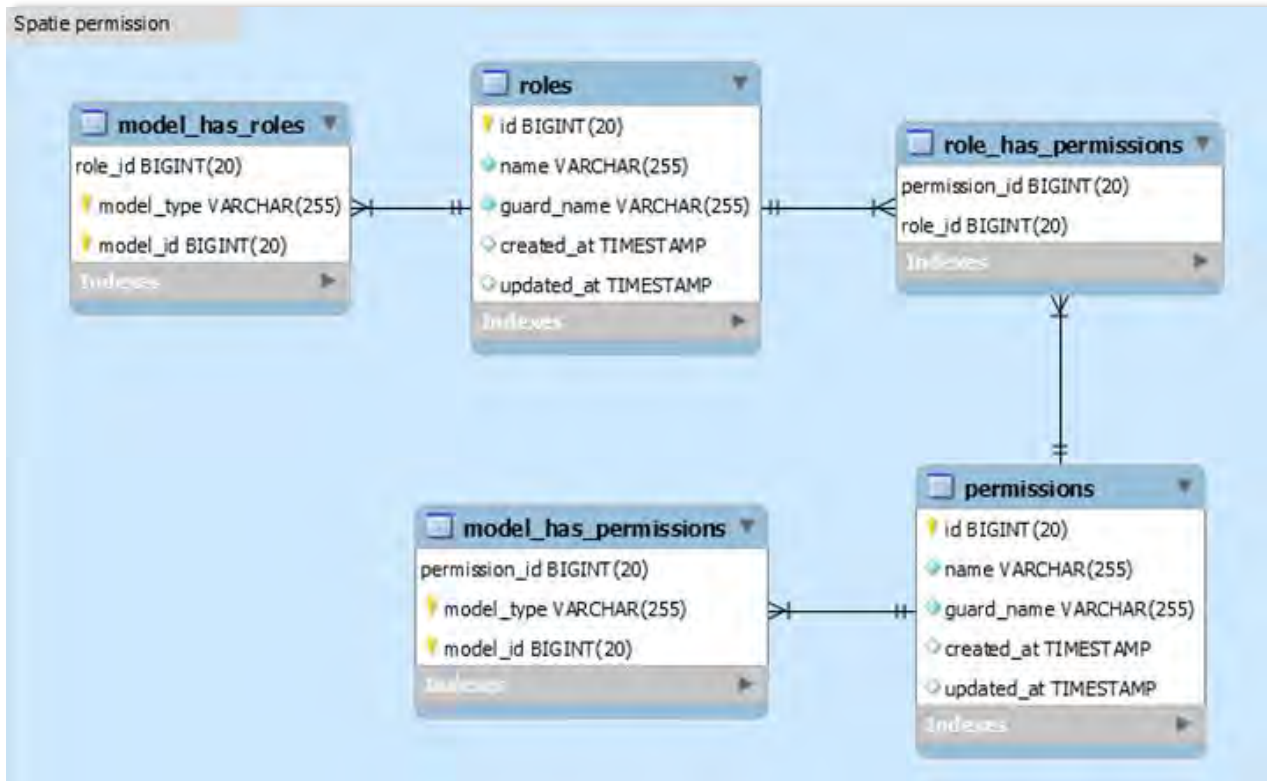 Spatie permission
model_has_roles
role_id BIGINT(20)
model_type VARCHAR(255)
model_id BIGINT(20)
Indexes
roles
id BIGINT(20)
name VARCHAR(255)
guard_name VARCHAR(255)
created_at TIMESTAMP
updated_at TIMESTAMP
Indexes
role_has_permissions
permission_id BIGINT(20)
role_id BIGINT(20)
Indexes
model_has_permissions
permission_id BIGINT(20)
model_type VARCHAR(255)
model_id BIGINT(20)
Indexes
permissions
id BIGINT(20)
name VARCHAR(255)
guard_name VARCHAR(255)
created_at TIMESTAMP
updated_at TIMESTAMP
Indexes